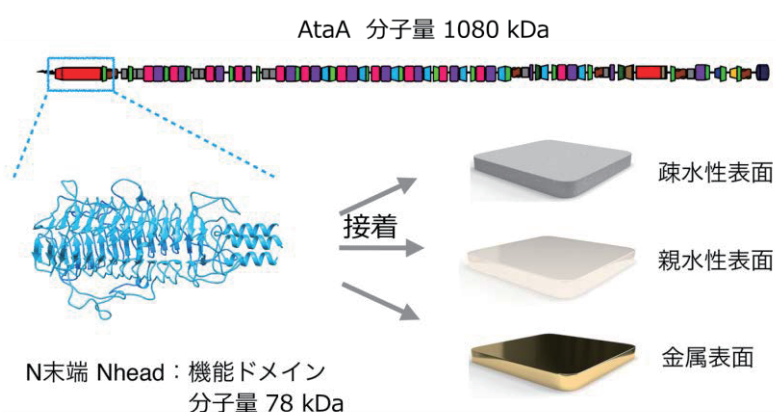 AtaA 分子量 1080 kDa
疎水性表面
接着
親水性表面
金属表面
N末端 Nhead：機能ドメイン
分子量 78 kDa